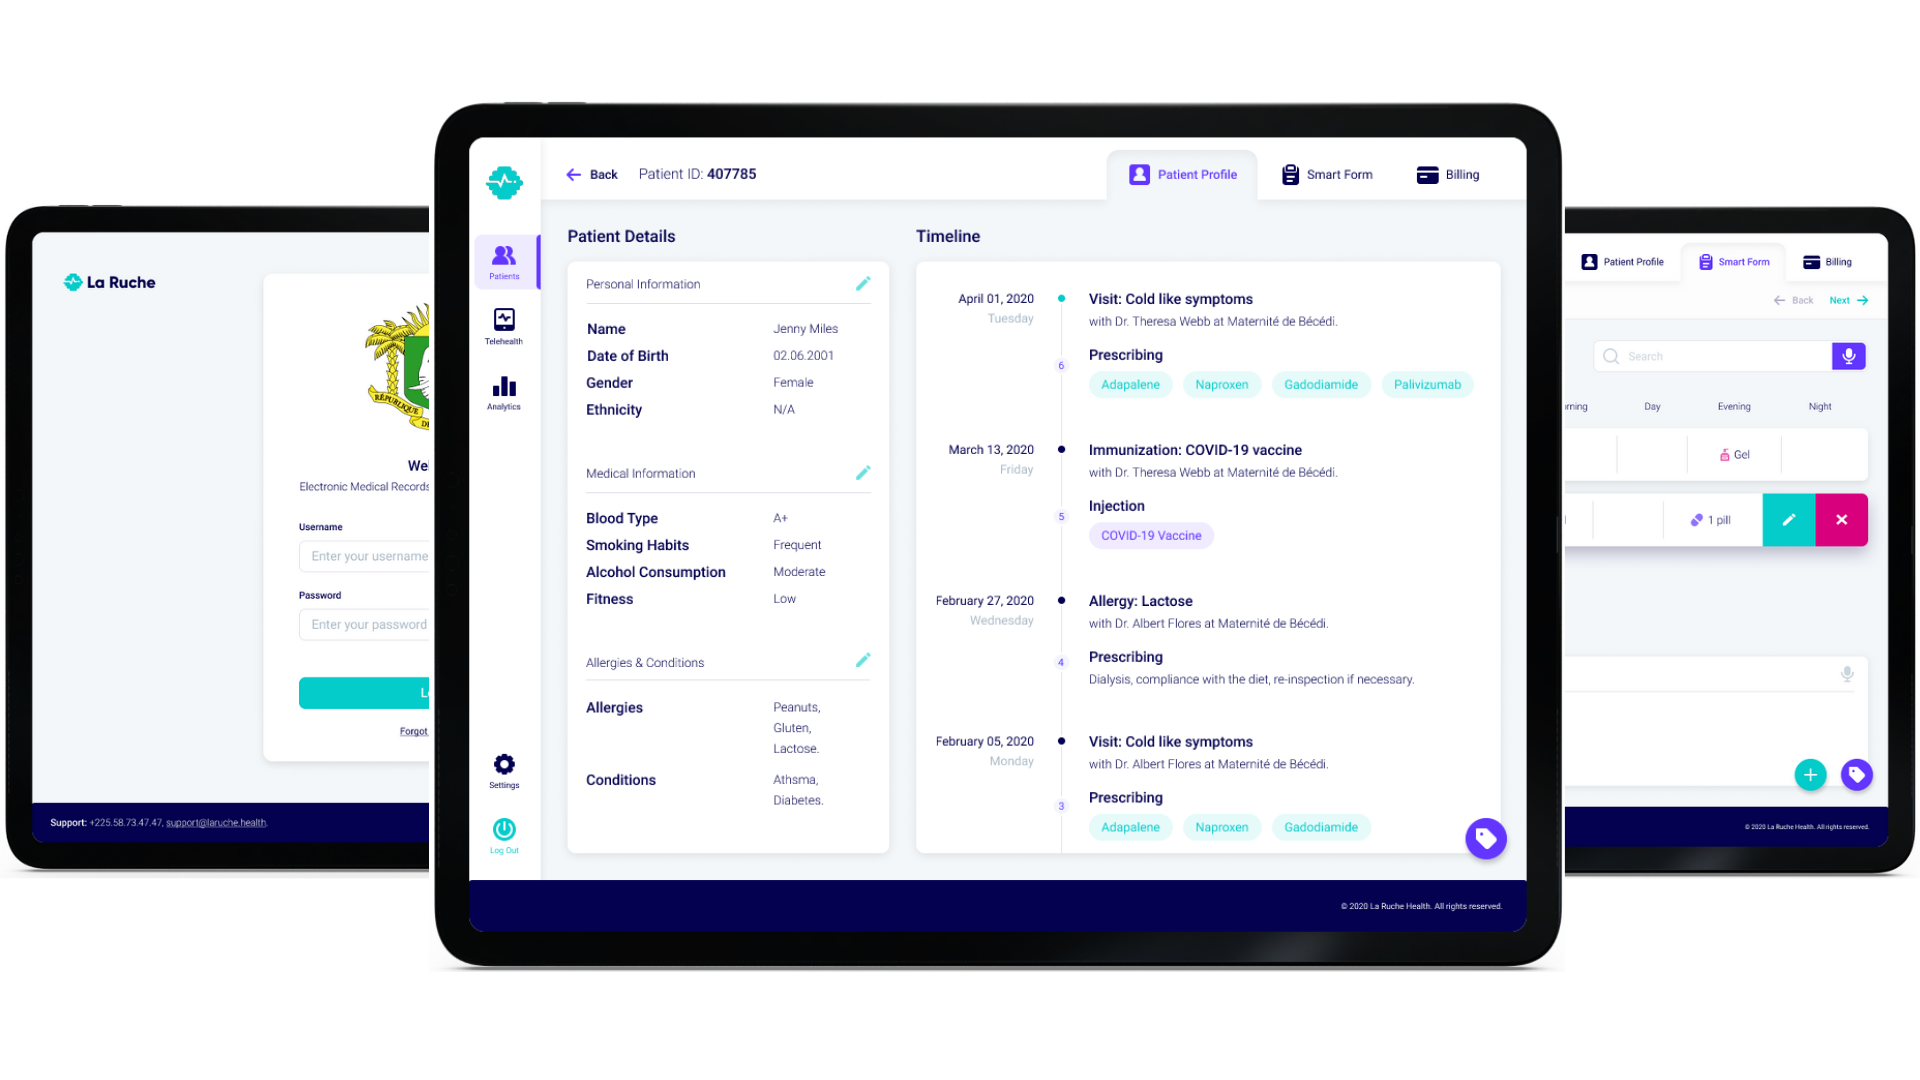 La Ruche
RÉPUBLIQUE
DE
Wel
Electronic Medical Records
Username
Enter your username
Password
Enter your password
Forgot
Support: +225.58.73.47.47, support@laruche.health.
Back
Patient ID: 407785
Patient Profile
Smart Form
Billing
Patients
Telehealth
Analytics
Settings
Log Out
Patient Details
Personal Information
Name Jenny Miles
Date of Birth 02.06.2001
Gender Female
Ethnicity N/A
Medical Information
Blood Type A+
Smoking Habits Frequent
Alcohol Consumption Moderate
Fitness Low
Allergies & Conditions
Allergies Peanuts,
Gluten,
Lactose.
Conditions Athsma,
Diabetes.
Timeline
April 01, 2020
Tuesday
Visit: Cold like symptoms
with Dr. Theresa Webb at Maternité de Bécédi.
6
Prescribing
Adapalene Naproxen Gadodiamide Palivizumab
March 13, 2020
Friday
Immunization: COVID-19 vaccine
with Dr. Theresa Webb at Maternité de Bécédi.
5
Injection
COVID-19 Vaccine
February 27, 2020
Wednesday
Allergy: Lactose
with Dr. Albert Flores at Maternité de Bécédi.
4
Prescribing
Dialysis, compliance with the diet, re-inspection if necessary.
February 05, 2020
Monday
Visit: Cold like symptoms
with Dr. Albert Flores at Maternité de Bécédi.
3
Prescribing
Adapalene Naproxen Gadodiamide
© 2020 La Ruche Health. All rights reserved.
Patient Profile
Smart Form
Billing
Back Next
Search
rning Day Evening Night
Gel
1 pill
© 2020 La Ruche Health. All rights reserved.